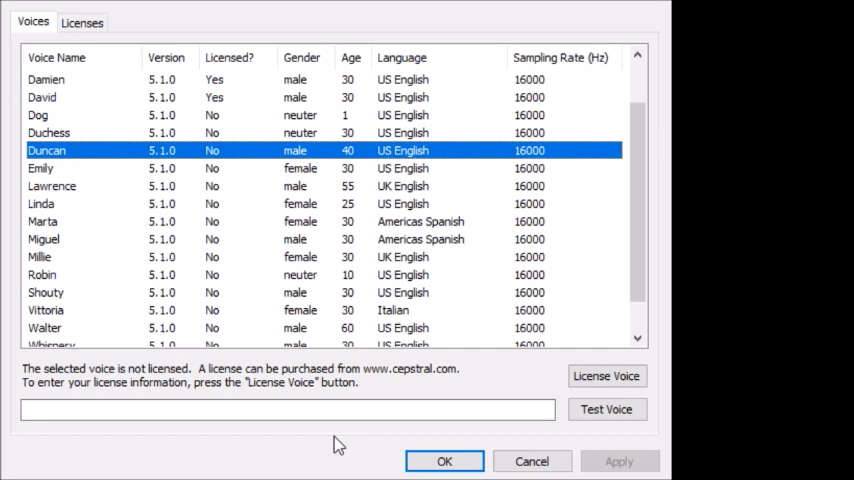 Voices Licenses
Voice Name Version Licensed? Gender Age Language Sampling Rate (Hz)
Damien 5.1.0 Yes male 30 US English 16000
David 5.1.0 Yes male 30 US English 16000
Dog 5.1.0 No neuter 1 US English 16000
Duchess 5.1.0 No neuter 30 US English 16000
Duncan 5.1.0 No male 40 US English 16000
Emily 5.1.0 No female 30 US English 16000
Lawrence 5.1.0 No male 55 UK English 16000
Linda 5.1.0 No female 25 US English 16000
Marta 5.1.0 No female 30 Americas Spanish 16000
Miguel 5.1.0 No male 30 Americas Spanish 16000
Millie 5.1.0 No female 30 UK English 16000
Robin 5.1.0 No neuter 10 US English 16000
Shouty 5.1.0 No male 30 US English 16000
Vittoria 5.1.0 No female 30 Italian 16000
Walter 5.1.0 No male 60 US English 16000
Whispery 5.1.0 No male 30 US English 16000
The selected voice is not licensed. A license can be purchased from www.cepstral.com.
To enter your license information, press the "License Voice" button.
License Voice
Test Voice
OK Cancel Apply